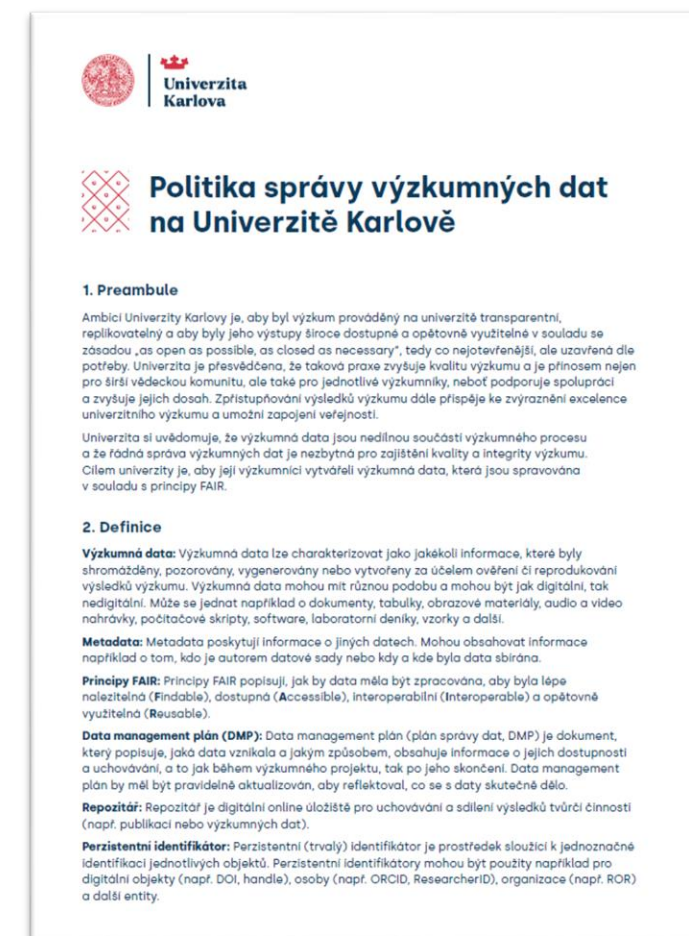 Univerzita
Karlova
Politika správy výzkumných dat
na Univerzitě Karlově
1. Preambule
Ambicí Univerzity Karlovy je, aby byl výzkum prováděný na univerzitě transparentní,
replikovatelný a aby byly jeho výstupy široce dostupné a opětovně využitelné v souladu se
zásadou „as open as possible, as closed as necessary“, tedy co nejotevřenější, ale uzavřená dle
potřeby. Univerzita je přesvědčena, že taková praxe zvyšuje kvalitu výzkumu a je přínosem nejen
pro širší vědeckou komunitu, ale také pro jednotlivé výzkumníky, neboť podporuje spolupráci
a zvyšuje jejich dosah. Zpřístupňování výsledků výzkumu dále přispěje ke zvýraznění excelence
univerzitního výzkumu a umožní zapojení veřejnosti.
Univerzita si uvědomuje, že výzkumná data jsou nedílnou součástí výzkumného procesu
a že řádná správa výzkumných dat je nezbytná pro zajištění kvality a integrity výzkumu.
Cílem univerzity je, aby její výzkumníci vytvářeli výzkumná data, která jsou spravována
v souladu s principy FAIR.
2. Definice
Výzkumná data: Výzkumná data lze charakterizovat jako jakékoli informace, které byly
shromážděny, pozorovány, vygenerovány nebo vytvořeny za účelem ověření či reprodukování
výsledků výzkumu. Výzkumná data mohou mít různou podobu a mohou být jak digitální, tak
nedigitální. Může se jednat například o dokumenty, tabulky, obrazové materiály, audio a video
nahrávky, počítačové skripty, software, laboratorní deníky, vzorky a další.
Metadata: Metadata poskytují informace o jiných datech. Mohou obsahovat informace
například o tom, kdo je autorem datové sady nebo kdy a kde byla data sbírána.
Principy FAIR: Principy FAIR popisují, jak by data měla být zpracována, aby byla lépe
nalezitelná (Findable), dostupná (Accessible), interoperabilní (Interoperable) a opětovně
využitelná (Reusable).
Data management plán (DMP): Data management plán (plán správy dat, DMP) je dokument,
který popisuje, jaká data vznikala a jakým způsobem, obsahuje informace o jejich dostupnosti
a uchovávání, a to jak během výzkumného projektu, tak po jeho skončení. Data management
plán by měl být pravidelně aktualizován, aby reflektoval, co se s daty skutečně dělo.
Repozitář: Repozitář je digitální online úložiště pro uchovávání a sdílení výsledků tvůrčí činnosti
(např. publikací nebo výzkumných dat).
Perzistentní identifikátor: Perzistentní (trvalý) identifikátor je prostředek sloužící k jednoznačné
identifikaci jednotlivých objektů. Perzistentní identifikátory mohou být použity například pro
digitální objekty (např. DOI, handle), osoby (např. ORCID, ResearcherID), organizace (např. ROR)
a další entity.